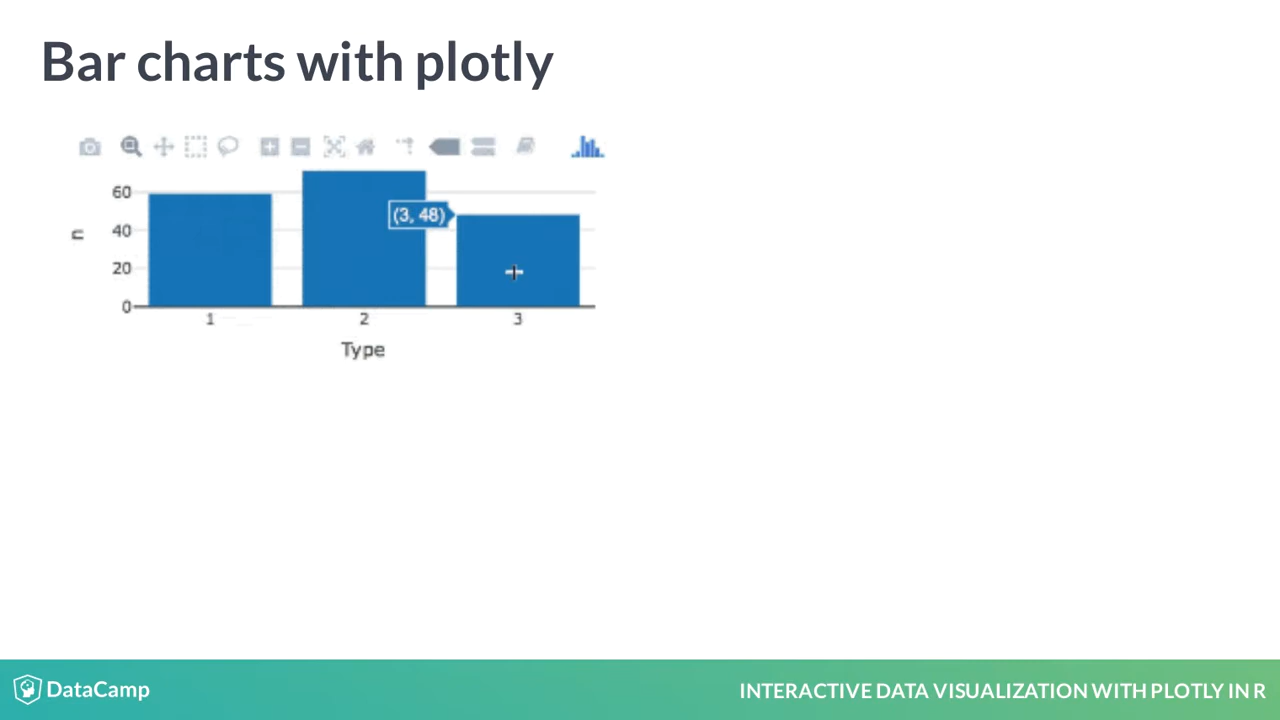 Bar charts with plotly
60
40
20
0
n
(3, 48)
1
2
3
Type
DataCamp
INTERACTIVE DATA VISUALIZATION WITH PLOTLY IN R